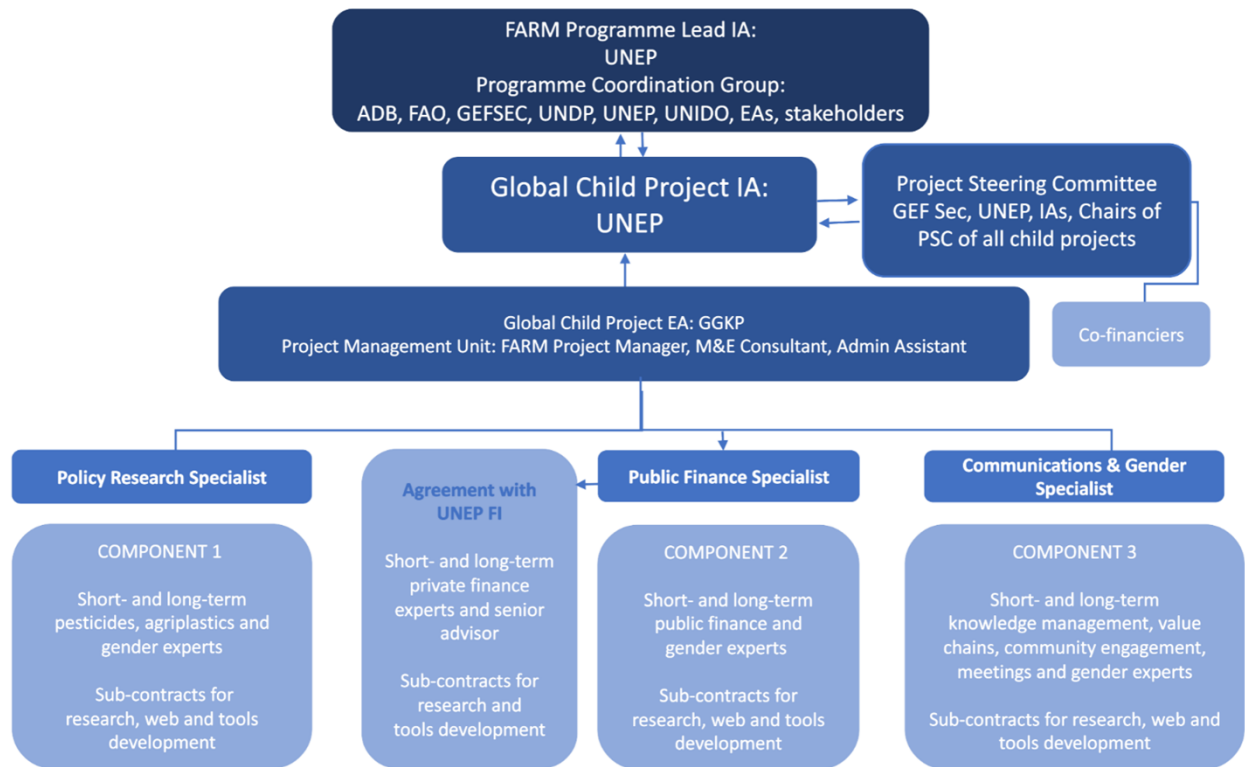 FARM Programme Lead IA:
UNEP
Programme Coordination Group:
ADB, FAO, GEFSEC, UNDP, UNEP, UNIDO, EAs, stakeholders
Global Child Project IA:
UNEP
Project Steering Committee
GEF Sec, UNEP, IAs, Chairs of
PSC of all child projects
Co-financiers
Global Child Project EA: GGKP
Project Management Unit: FARM Project Manager, M&E Consultant, Admin Assistant
Policy Research Specialist
COMPONENT 1
Short- and long-term
pesticides, agriplastics and
gender experts
Sub-contracts for
research, web and tools
development
Agreement with
UNEP FI
Short- and long-term
private finance
experts and senior
advisor
Sub-contracts for
research and
tools development
Public Finance Specialist
COMPONENT 2
Short- and long-term
public finance and
gender experts
Sub-contracts for
research, web and tools
development
Communications & Gender
Specialist
COMPONENT 3
Short- and long-term
knowledge management, value
chains, community engagement,
meetings and gender experts
Sub-contracts for research, web and
tools development